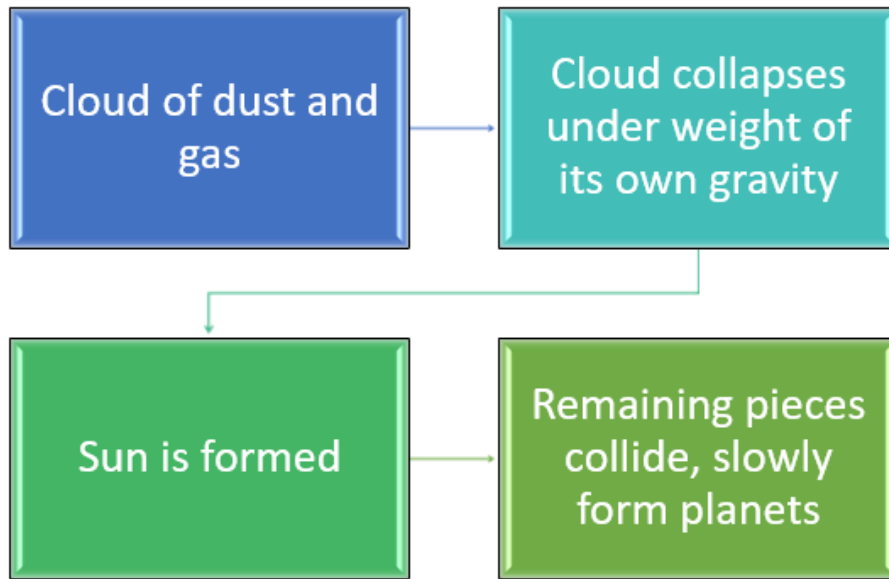 Cloud of dust and
gas
Cloud collapses
under weight of
its own gravity
Sun is formed
Remaining pieces
collide, slowly
form planets